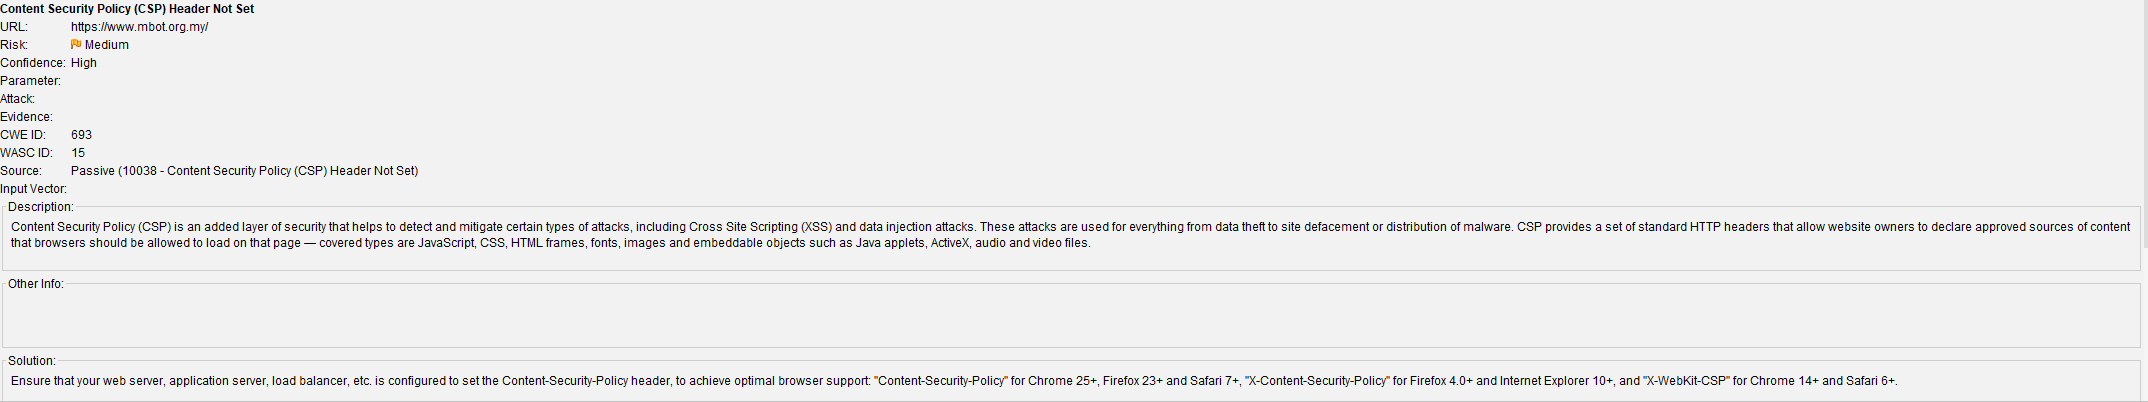 Content Security Policy (CSP) Header Not Set
URL: https://www.mbot.org.my/
Risk: Medium
Confidence: High
Parameter:
Attack:
Evidence:
CWE ID: 693
WASC ID: 15
Source: Passive (10038 - Content Security Policy (CSP) Header Not Set)
Input Vector:
Description:
Content Security Policy (CSP) is an added layer of security that helps to detect and mitigate certain types of attacks, including Cross Site Scripting (XSS) and data injection attacks. These attacks are used for everything from data theft to site defacement or distribution of malware. CSP provides a set of standard HTTP headers that allow website owners to declare approved sources of content
that browsers should be allowed to load on that page — covered types are JavaScript, CSS, HTML frames, fonts, images and embeddable objects such as Java applets, ActiveX, audio and video files.
Other Info:
Solution:
Ensure that your web server, application server, load balancer, etc. is configured to set the Content-Security-Policy header, to achieve optimal browser support: "Content-Security-Policy" for Chrome 25+, Firefox 23+ and Safari 7+, "X-Content-Security-Policy" for Firefox 4.0+ and Internet Explorer 10+, and "X-WebKit-CSP" for Chrome 14+ and Safari 6+.